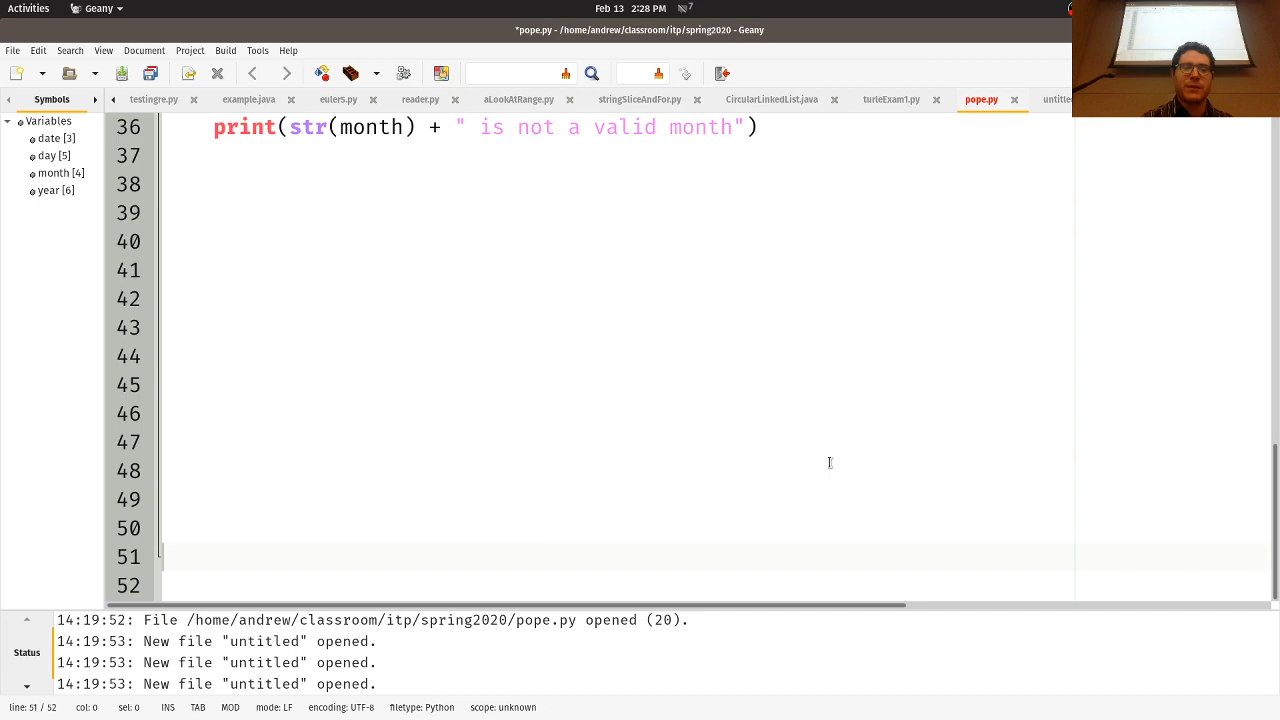 Activities Geany Feb 13 2:28 PM 7
*pope.py - /home/andrew/classroom/itp/spring2020 - Geany
File Edit Search View Document Project Build Tools Help
Symbols testingre.py example.java euler5.py reader.py aLookAtRange.py stringSliceAndFor.py CircularLinkedList.java turleExam1.py pope.py untitled
Variables
date [3]
day [5]
month [4]
year [6]
36 print(str(month) + " is not a valid month")
37
38
39
40
41
42
43
44
45
46
47
48
49
50
51
52
Status
14:19:52: File /home/andrew/classroom/itp/spring2020/pope.py opened (20).
14:19:53: New file "untitled" opened.
14:19:53: New file "untitled" opened.
14:19:53: New file "untitled" opened.
line: 51 / 52 col: 0 sel: 0 INS TAB MOD mode: LF encoding: UTF-8 filetype: Python scope: unknown